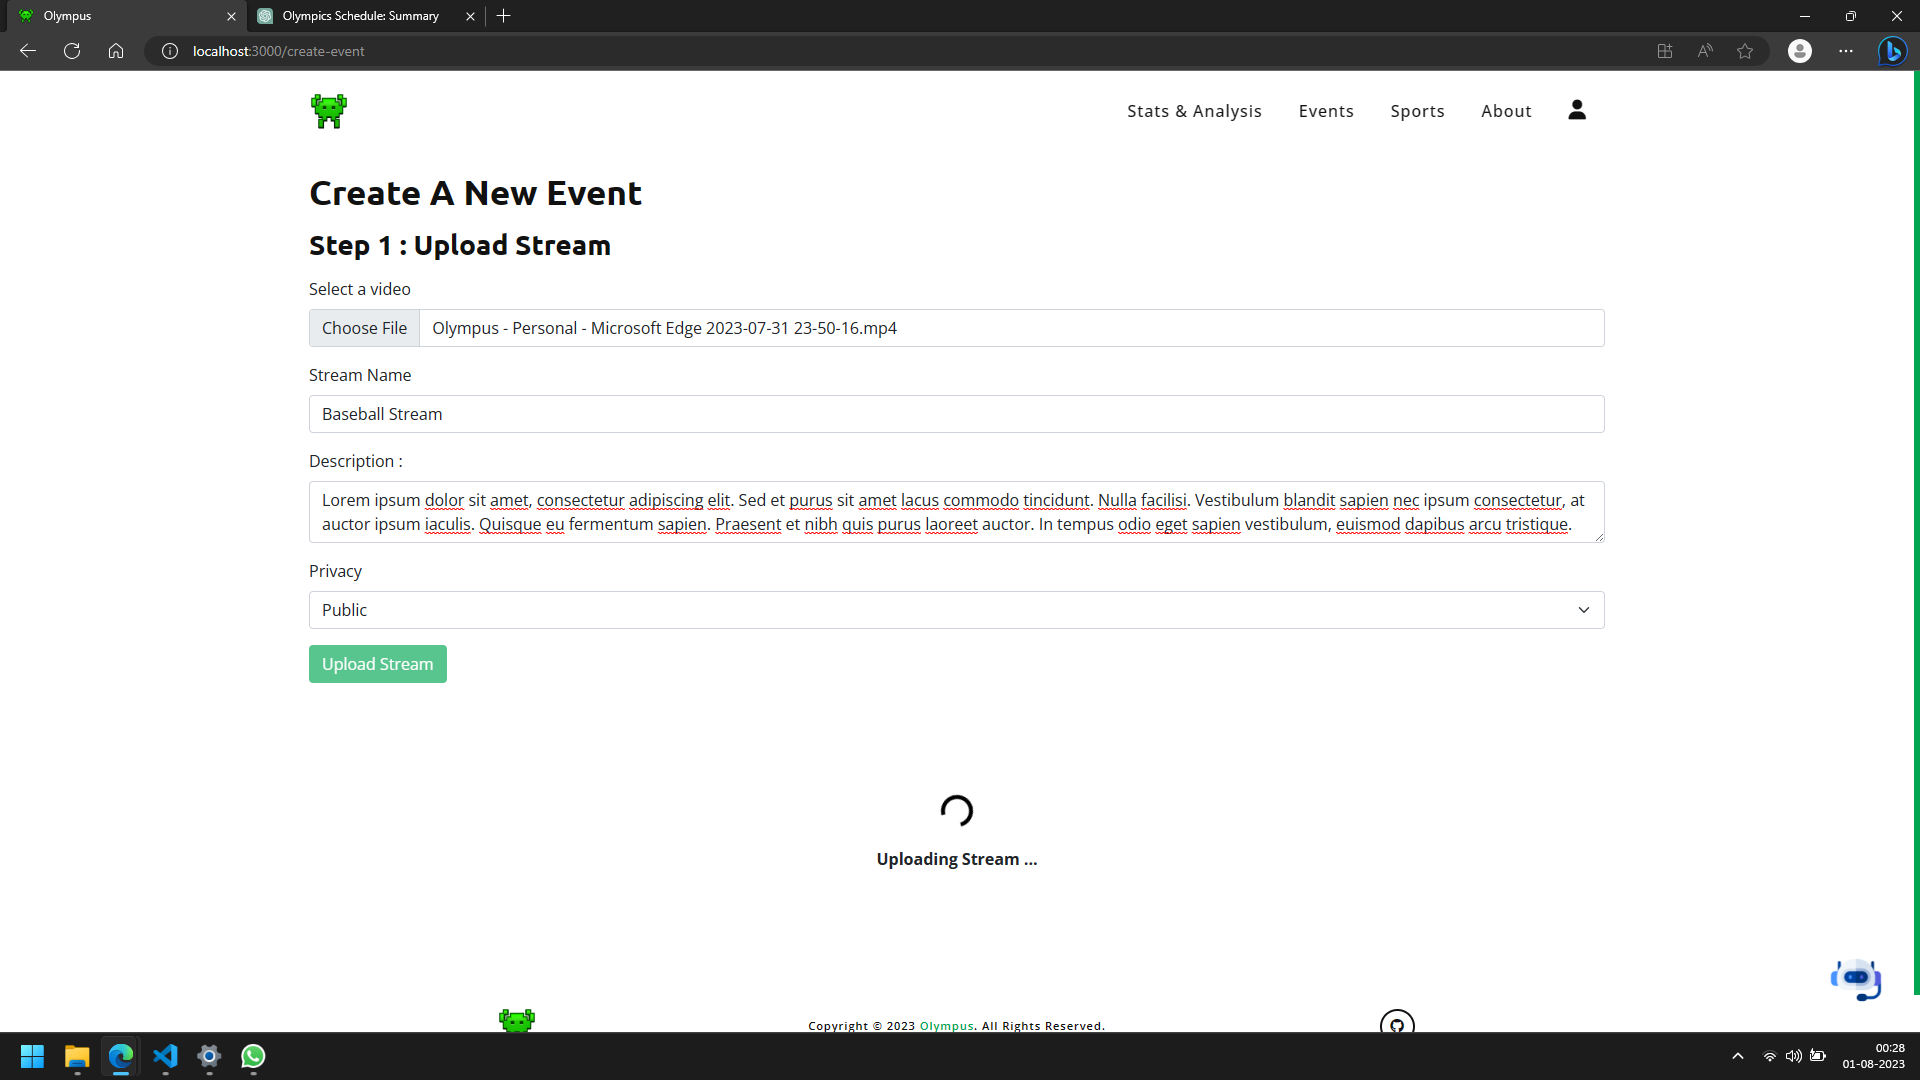 Olympus
Olympics Schedule: Summary
localhost:3000/create-event
Stats & Analysis Events Sports About
Create A New Event
Step 1 : Upload Stream
Select a video
Choose File Olympus - Personal - Microsoft Edge 2023-07-31 23-50-16.mp4
Stream Name
Baseball Stream
Description :
Lorem ipsum dolor sit amet, consectetur adipiscing elit. Sed et purus sit amet lacus commodo tincidunt. Nulla facilisi. Vestibulum blandit sapien nec ipsum consectetur, at
auctor ipsum iaculis. Quisque eu fermentum sapien. Praesent et nibh quis purus laoreet auctor. In tempus odio eget sapien vestibulum, euismod dapibus arcu tristique.
Privacy
Public
Upload Stream
Uploading Stream ...
Copyright © 2023 Olympus. All Rights Reserved.
00:28
01-08-2023